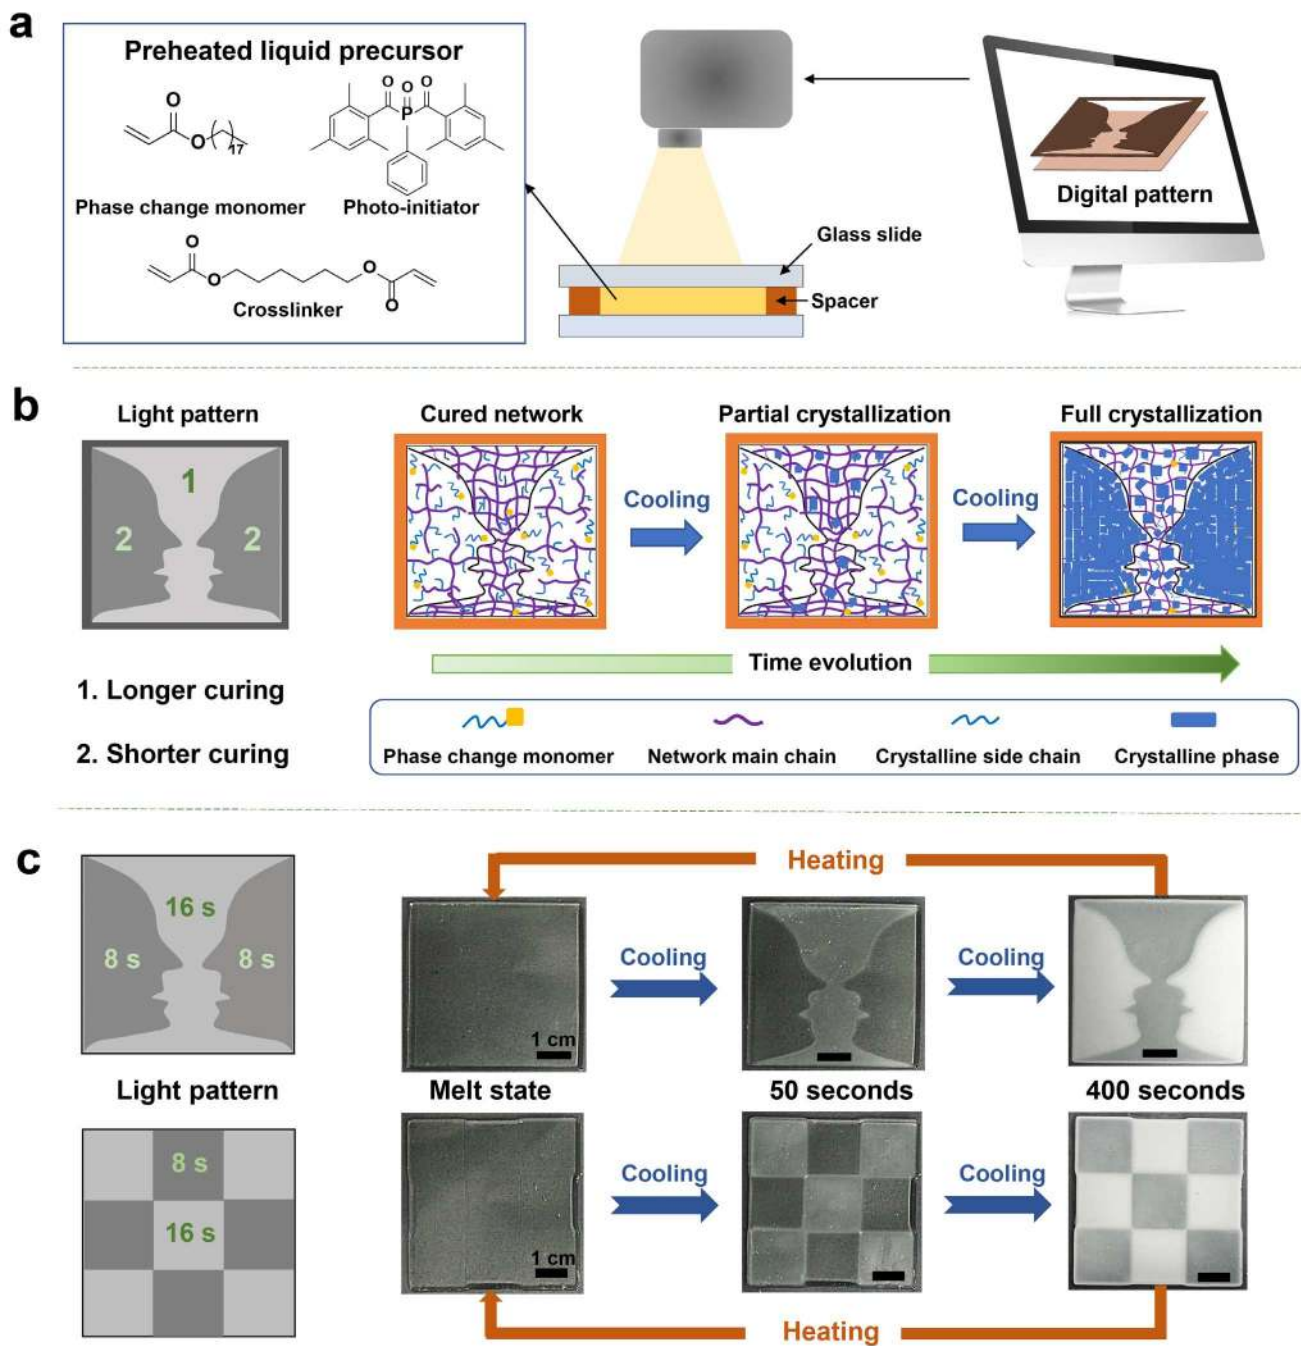 a
Preheated liquid precursor
O
O
17
Phase change monomer
O O O
P
Photo-initiator
O
O
O
O
Crosslinker
Glass slide
Spacer
Digital pattern
b
Light pattern
1
2 2
1. Longer curing
2. Shorter curing
Cured network
Partial crystallization
Full crystallization
Cooling
Cooling
Time evolution
Phase change monomer
Network main chain
Crystalline side chain
Crystalline phase
c
16 s
8 s 8 s
Light pattern
8 s
16 s
Heating
Cooling
Cooling
1 cm
Melt state
50 seconds
400 seconds
Cooling
Cooling
1 cm
Heating